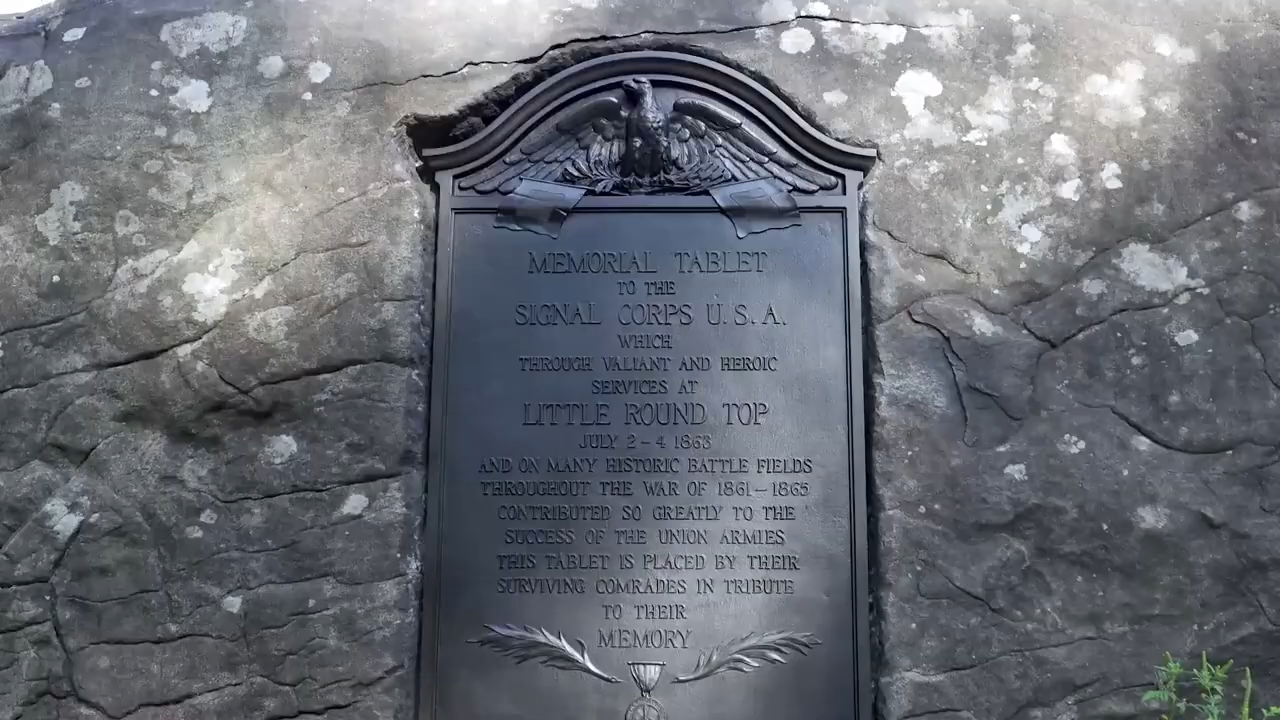 MEMORIAL TABLET
TO THE
SIGNAL CORPS U.S.A.
WHICH
THROUGH VALIANT AND HEROIC
SERVICES AT
LITTLE ROUND TOP
JULY 2-4 1863
AND ON MANY HISTORIC BATTLE FIELDS
THROUGHOUT THE WAR OF 1861-1865
CONTRIBUTED SO GREATLY TO THE
SUCCESS OF THE UNION ARMIES
THIS TABLET IS PLACED BY THEIR
SURVIVING COMRADES IN TRIBUTE
TO THEIR
MEMORY